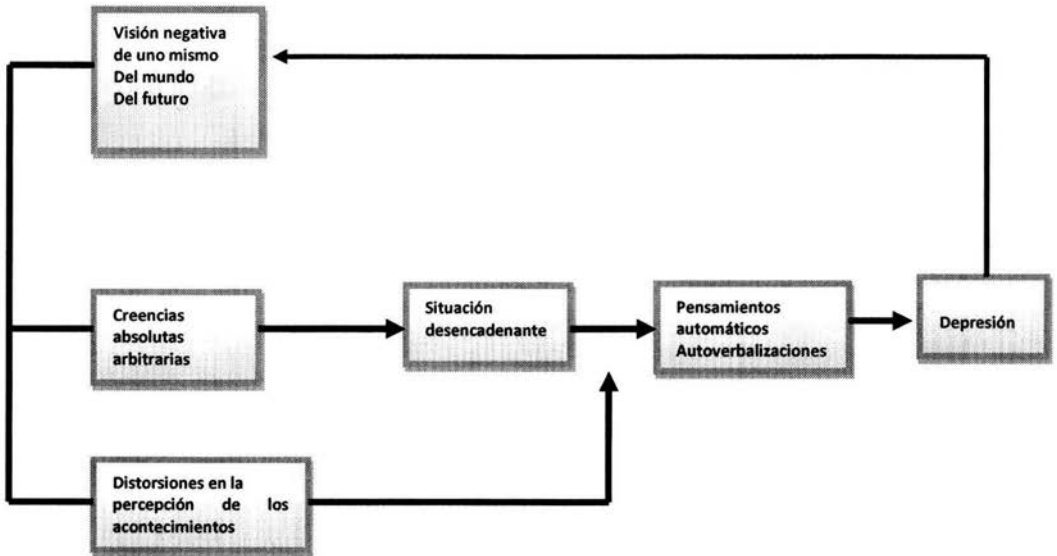 Visión negativa
de uno mismo
Del mundo
Del futuro
Creencias
absolutas
arbitrarias
Situación
desencadenante
Pensamientos
automáticos
Autoverbalizaciones
Depresión
Distorsiones en la
percepción de los
acontecimientos